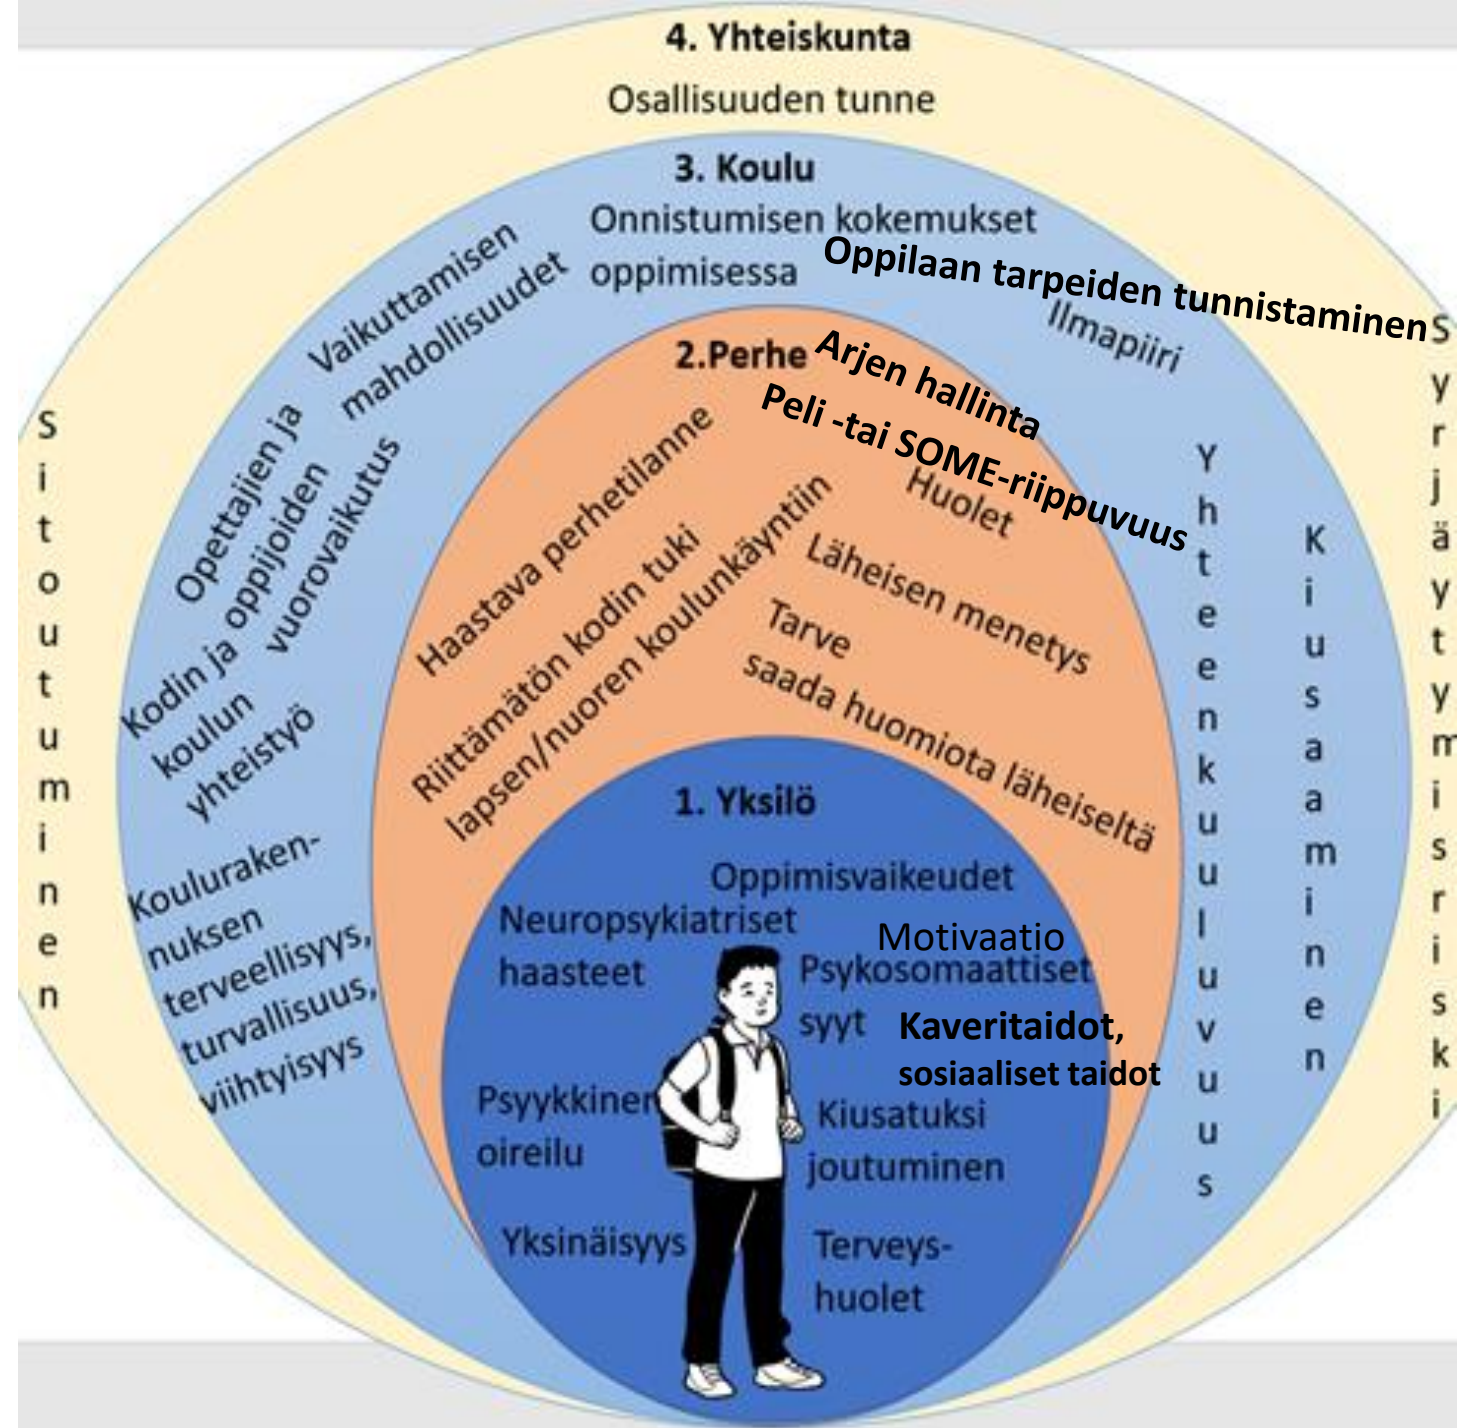 4. Yhteiskunta
Osallisuuden tunne
Sitoutuminen
Syrjäytymisriski
3. Koulu
Onnistumisen kokemukset
oppimisessa
Oppilaan tarpeiden tunnistaminen
Ilmapiiri
Vaikuttamisen
mahdollisuudet
Opettajien ja
oppijoiden
vuorovaikutus
Kodin ja
koulun
yhteistyö
Kouluraken-
nuksen
terveellisyys,
turvallisuus,
viihtyisyys
Yhteenkuuluvuus
Kiusaaminen
2.Perhe
Arjen hallinta
Peli -tai SOME-riippuvuus
Haastava perhetilanne
Riittämätön kodin tuki
lapsen/nuoren koulunkäyntiin
Huolet
Läheisen menetys
Tarve
saada huomiota läheiseltä
1. Yksilö
Oppimisvaikeudet
Neuropsykiatriset
haasteet
Motivaatio
Psykosomaattiset
syyt
Kaveritaidot,
sosiaaliset taidot
Psyykkinen
oireilu
Kiusatuksi
joutuminen
Yksinäisyys
Terveys-
huolet